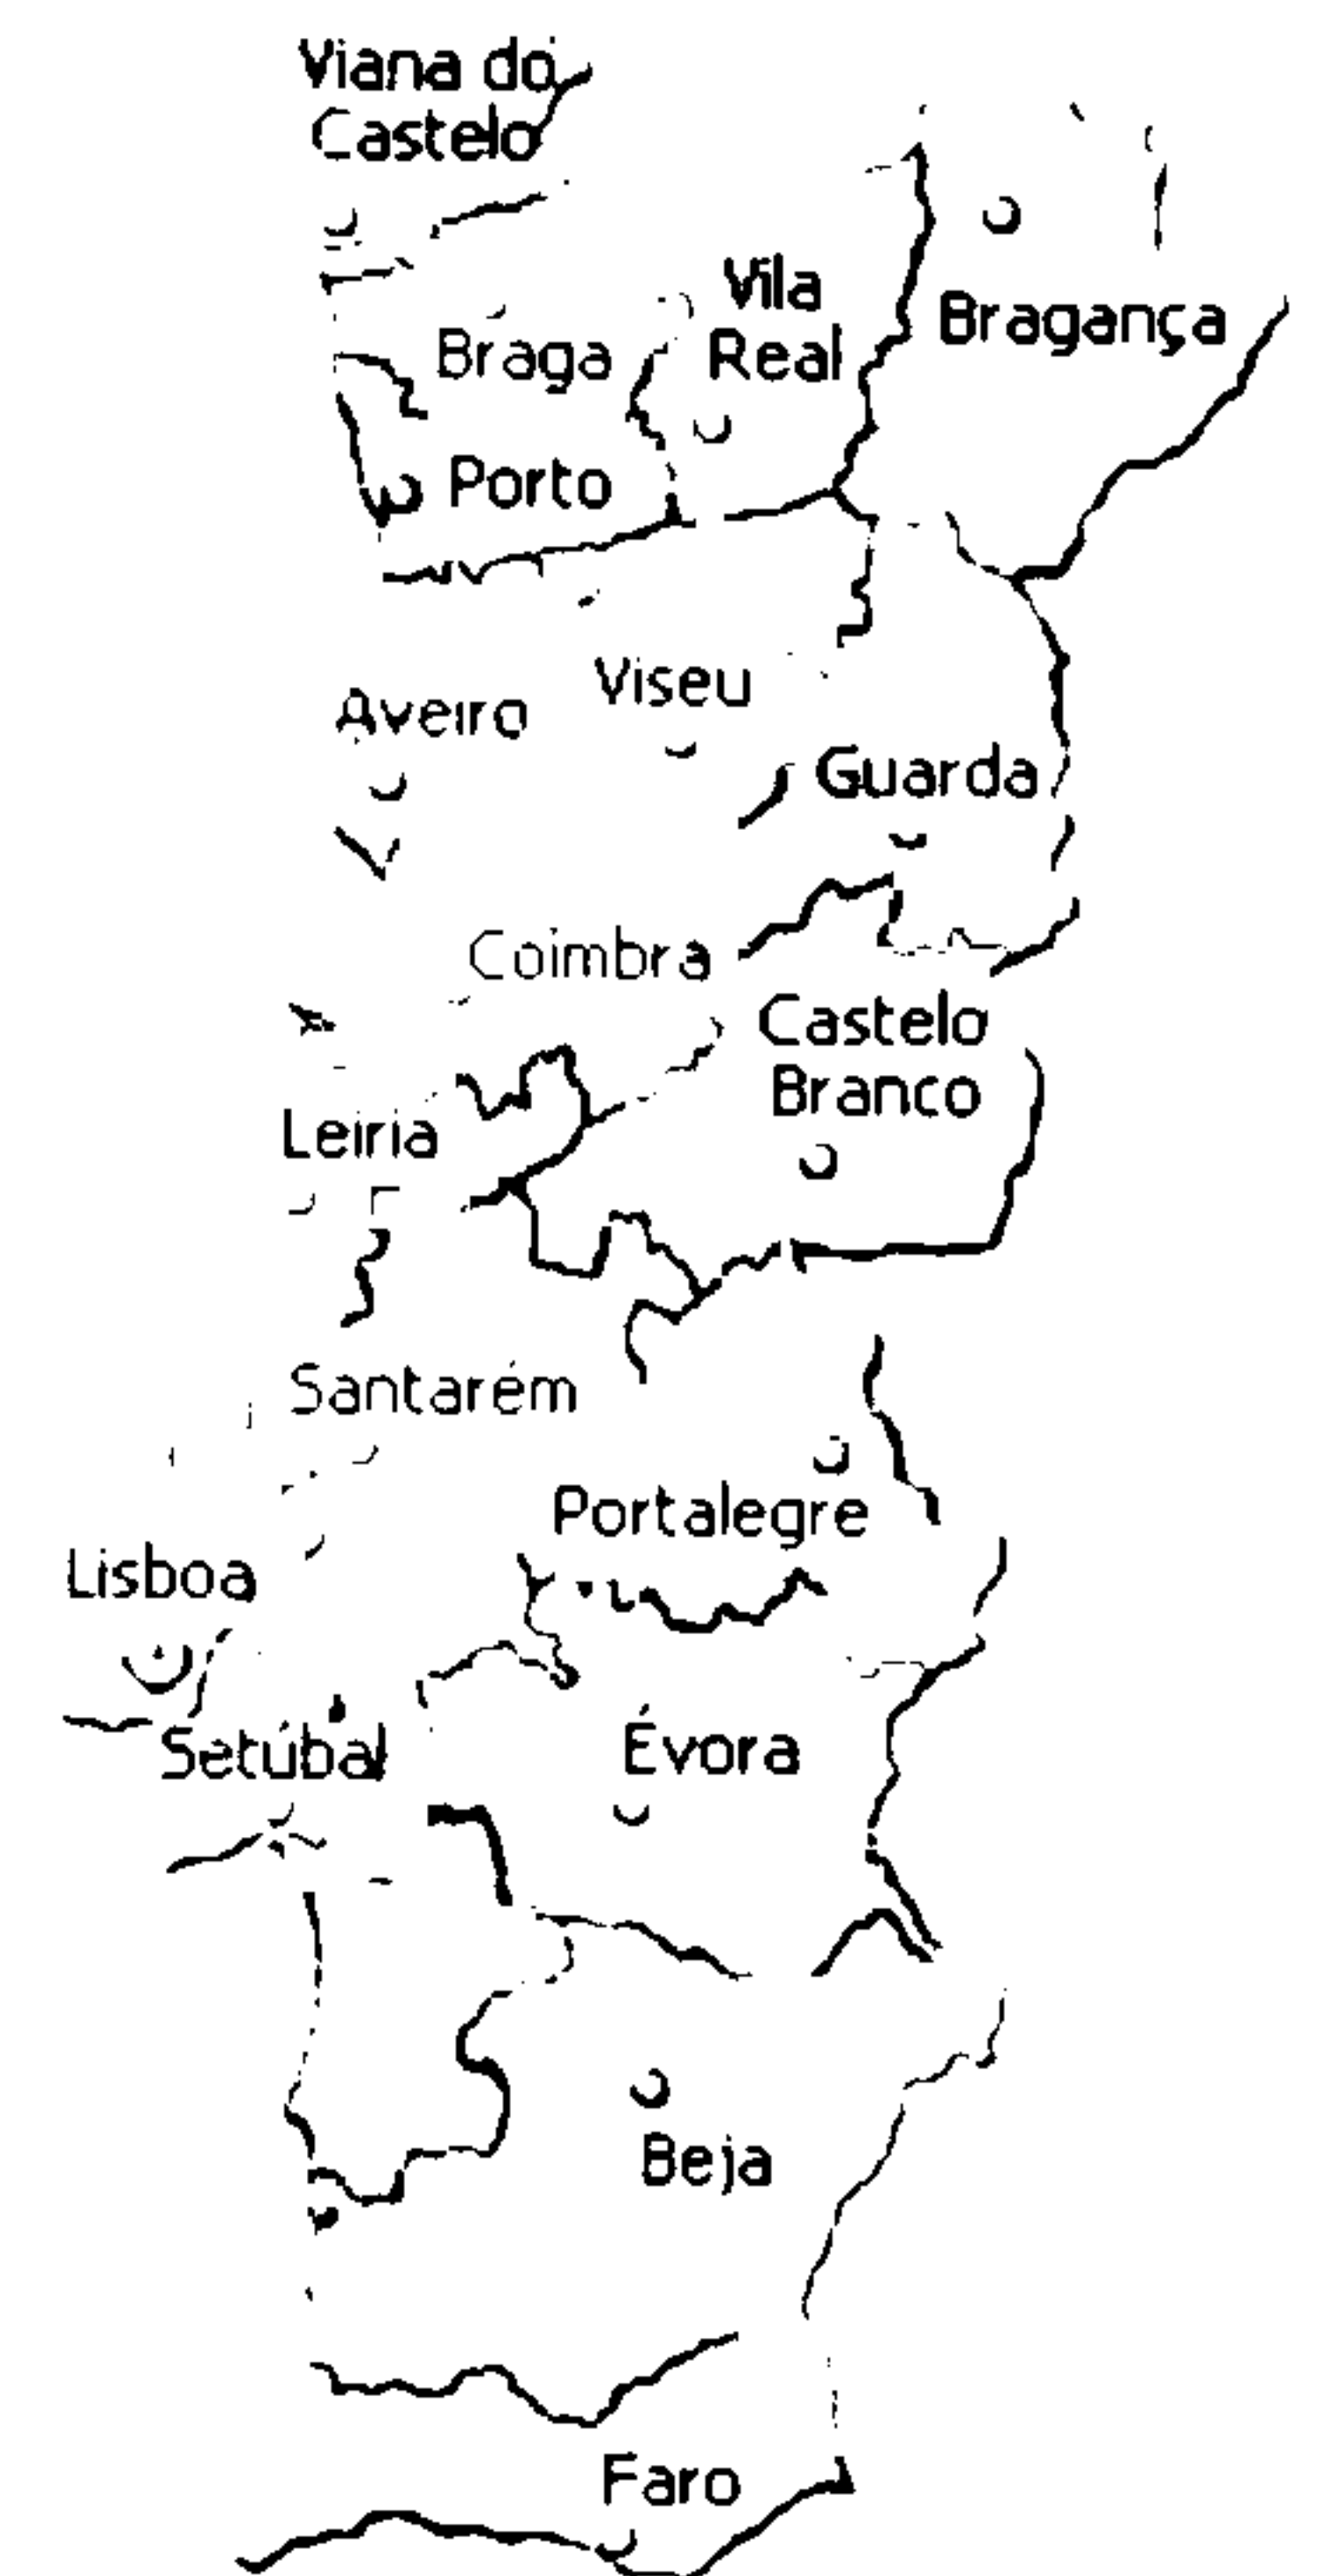 Viana do
Castelo
Bragança
Vila
Real
Braga
Porto
Viseu
Aveiro
Guarda
Coimbra
Castelo
Branco
Leiria
Santarém
Portalegre
Lisboa
Setúbal
Évora
Beja
Faro